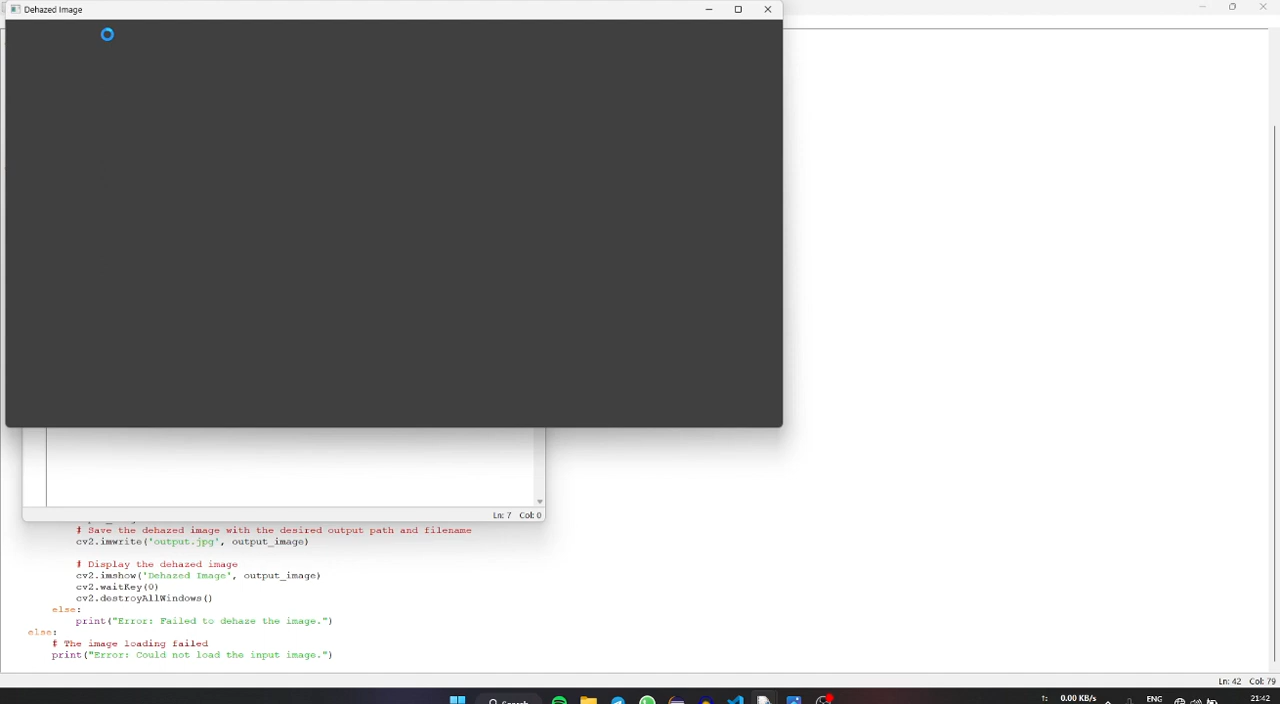 Dehazed Image
Ln: 7 Col: 0
# Save the dehazed image with the desired output path and filename
cv2.imwrite('output.jpg', output_image)
# Display the dehazed image
cv2.imshow('Dehazed Image', output_image)
cv2.waitKey(0)
cv2.destroyAllWindows()
else:
print("Error: Failed to dehaze the image.")
else:
# The image loading failed
print("Error: Could not load the input image.")
Ln: 42 Col: 79
Search
0.00 KB/s
ENG
21:42